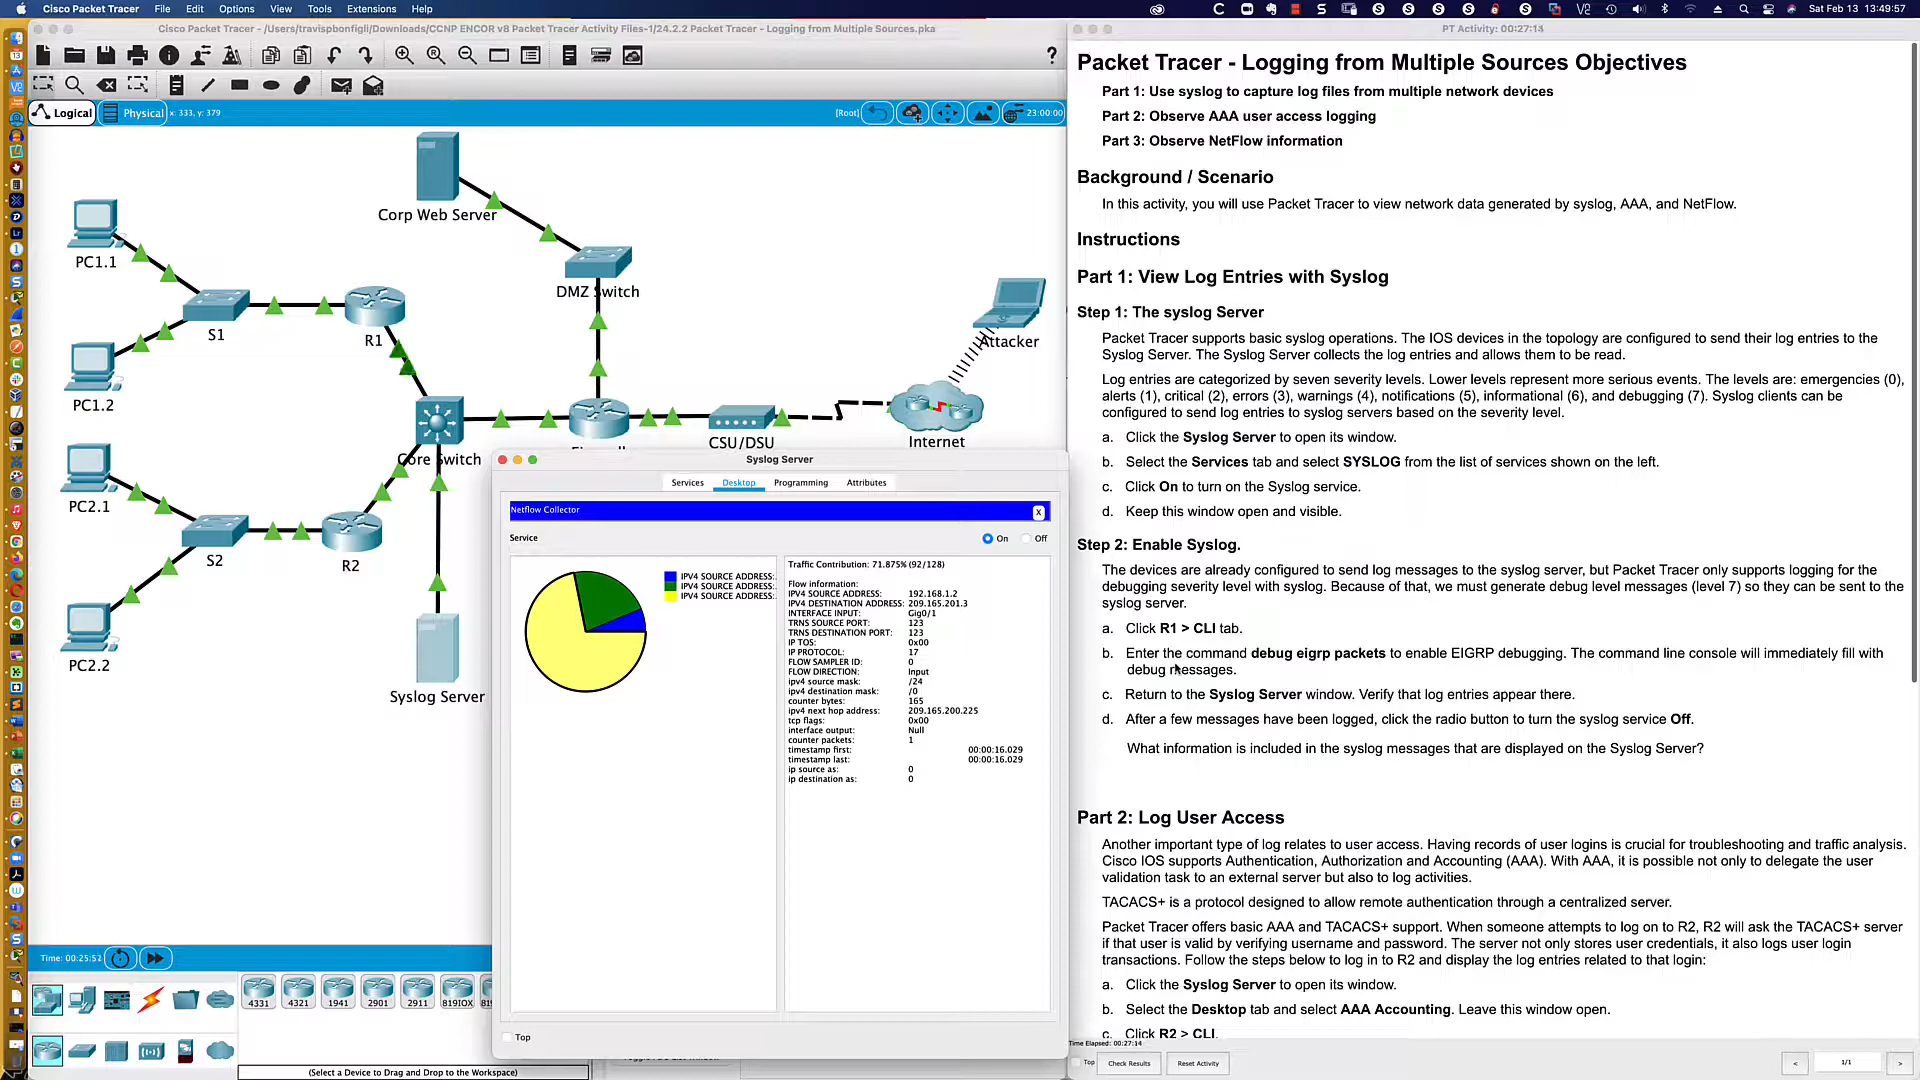 Cisco Packet Tracer File Edit Options View Tools Extensions Help
Sat Feb 13 13:49:57
Cisco Packet Tracer - /Users/travispbonfigli/Downloads/CCNP ENCOR v8 Packet Tracer Activity Files-1/24.2.2 Packet Tracer - Logging from Multiple Sources.pka
?
Logical
Physical
x: 333, y: 379
[Root]
23:00:00
Corp Web Server
PC1.1
DMZ Switch
S1
R1
Attacker
PC1.2
CSU/DSU
Internet
Core Switch
PC2.1
S2
R2
PC2.2
Syslog Server
Syslog Server
Services Desktop Programming Attributes
Netflow Collector
X
Service
On Off
IPV4 SOURCE ADDRESS:
IPV4 SOURCE ADDRESS:
IPV4 SOURCE ADDRESS:
Traffic Contribution: 71.875% (92/128)
Flow information:
IPV4 SOURCE ADDRESS: 192.168.1.2
IPV4 DESTINATION ADDRESS: 209.165.201.3
INTERFACE INPUT: Gig0/1
TRNS SOURCE PORT: 123
TRNS DESTINATION PORT: 123
IP TOS: 0x00
IP PROTOCOL: 17
FLOW SAMPLER ID: 0
FLOW DIRECTION: Input
ipv4 source mask: /24
ipv4 destination mask: /0
counter bytes: 165
ipv4 next hop address: 209.165.200.225
tcp flags: 0x00
interface output: Null
counter packets: 1
timestamp first: 00:00:16.029
timestamp last: 00:00:16.029
ip source as: 0
ip destination as: 0
Top
Time: 00:25:52
4331 4321 1941 2901 2911 819IOX
(Select a Device to Drag and Drop to the Workspace)
PT Activity: 00:27:14
Packet Tracer - Logging from Multiple Sources Objectives
Part 1: Use syslog to capture log files from multiple network devices
Part 2: Observe AAA user access logging
Part 3: Observe NetFlow information
Background / Scenario
In this activity, you will use Packet Tracer to view network data generated by syslog, AAA, and NetFlow.
Instructions
Part 1: View Log Entries with Syslog
Step 1: The syslog Server
Packet Tracer supports basic syslog operations. The IOS devices in the topology are configured to send their log entries to the
Syslog Server. The Syslog Server collects the log entries and allows them to be read.
Log entries are categorized by seven severity levels. Lower levels represent more serious events. The levels are: emergencies (0),
alerts (1), critical (2), errors (3), warnings (4), notifications (5), informational (6), and debugging (7). Syslog clients can be
configured to send log entries to syslog servers based on the severity level.
a. Click the Syslog Server to open its window.
b. Select the Services tab and select SYSLOG from the list of services shown on the left.
c. Click On to turn on the Syslog service.
d. Keep this window open and visible.
Step 2: Enable Syslog.
The devices are already configured to send log messages to the syslog server, but Packet Tracer only supports logging for the
debugging severity level with syslog. Because of that, we must generate debug level messages (level 7) so they can be sent to the
syslog server.
a. Click R1 > CLI tab.
b. Enter the command debug eigrp packets to enable EIGRP debugging. The command line console will immediately fill with
debug messages.
c. Return to the Syslog Server window. Verify that log entries appear there.
d. After a few messages have been logged, click the radio button to turn the syslog service Off.
What information is included in the syslog messages that are displayed on the Syslog Server?
Part 2: Log User Access
Another important type of log relates to user access. Having records of user logins is crucial for troubleshooting and traffic analysis.
Cisco IOS supports Authentication, Authorization and Accounting (AAA). With AAA, it is possible not only to delegate the user
validation task to an external server but also to log activities.
TACACS+ is a protocol designed to allow remote authentication through a centralized server.
Packet Tracer offers basic AAA and TACACS+ support. When someone attempts to log on to R2, R2 will ask the TACACS+ server
if that user is valid by verifying username and password. The server not only stores user credentials, it also logs user login
transactions. Follow the steps below to log in to R2 and display the log entries related to that login:
a. Click the Syslog Server to open its window.
b. Select the Desktop tab and select AAA Accounting. Leave this window open.
c. Click R2 > CLI.
Time Elapsed: 00:27:14
Top Check Results Reset Activity < 1/1 >